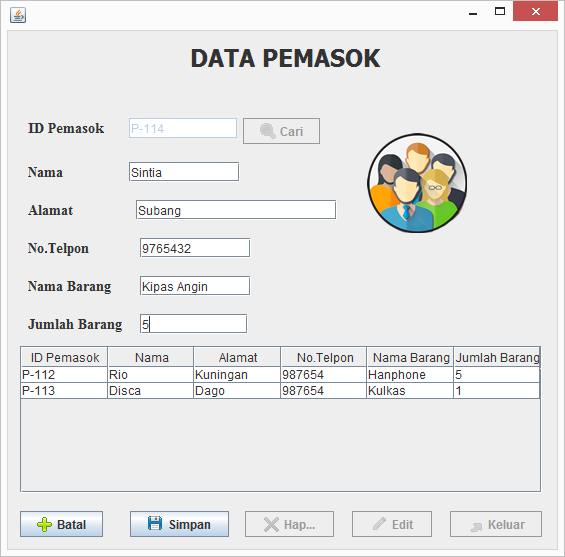 DATA PEMASOK
ID Pemasok P-114 Cari
Nama Sintia
Alamat Subang
No.Telpon 9765432
Nama Barang Kipas Angin
Jumlah Barang 5
ID Pemasok Nama Alamat No.Telpon Nama Barang Jumlah Barang
P-112 Rio Kuningan 987654 Hanphone 5
P-113 Disca Dago 987654 Kulkas 1
Batal Simpan Hap... Edit Keluar